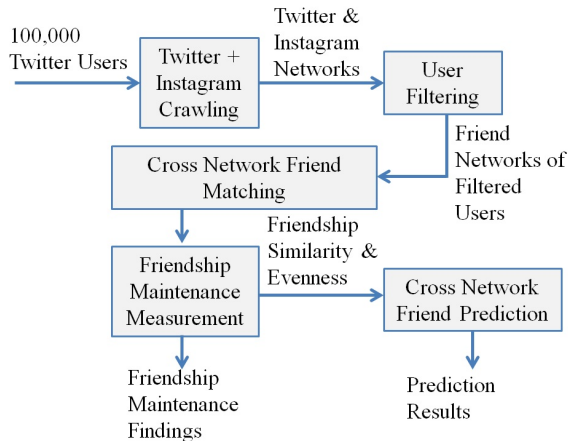 100,000
Twitter Users
Twitter +
Instagram
Crawling
Twitter &
Instagram
Networks
User
Filtering
Friend
Networks of
Filtered
Users
Cross Network Friend
Matching
Friendship
Similarity &
Evenness
Friendship
Maintenance
Measurement
Cross Network
Friend Prediction
Friendship
Maintenance
Findings
Prediction
Results